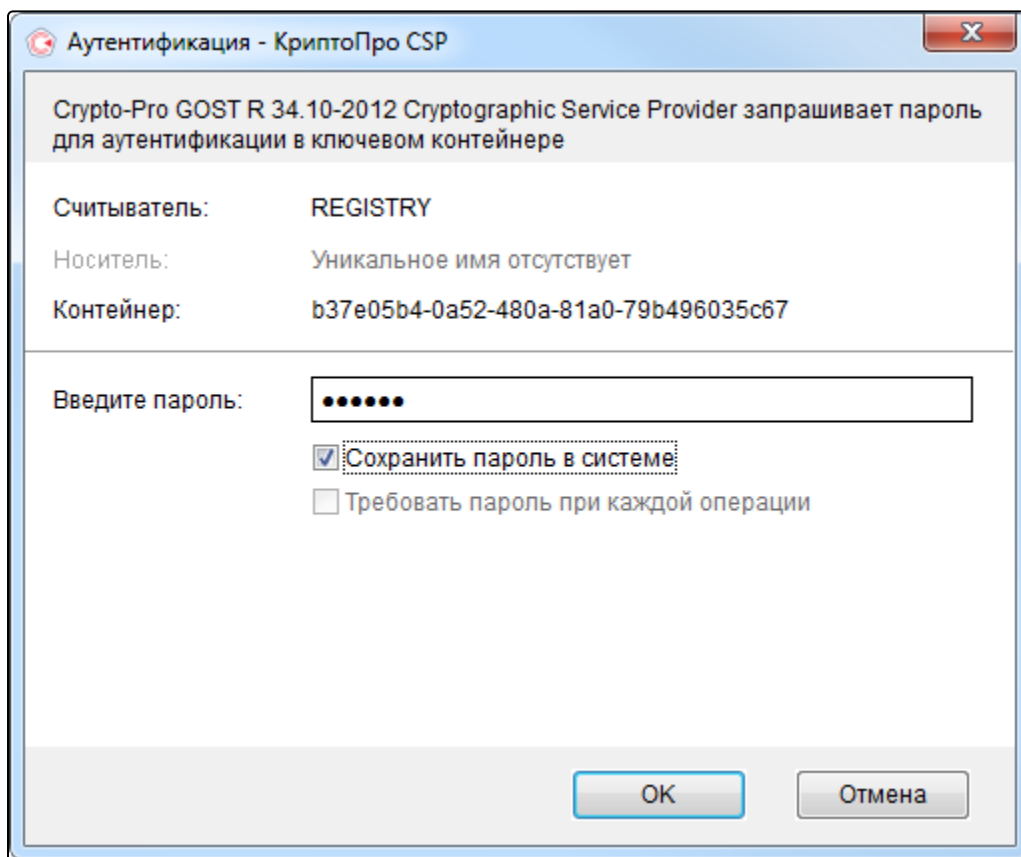 Аутентификация - КриптоПро CSP
Crypto-Pro GOST R 34.10-2012 Cryptographic Service Provider запрашивает пароль
для аутентификации в ключевом контейнере
Считыватель: REGISTRY
Носитель: Уникальное имя отсутствует
Контейнер: b37e05b4-0a52-480a-81a0-79b496035c67
Введите пароль: ••••••
Сохранить пароль в системе
Требовать пароль при каждой операции
OK Отмена